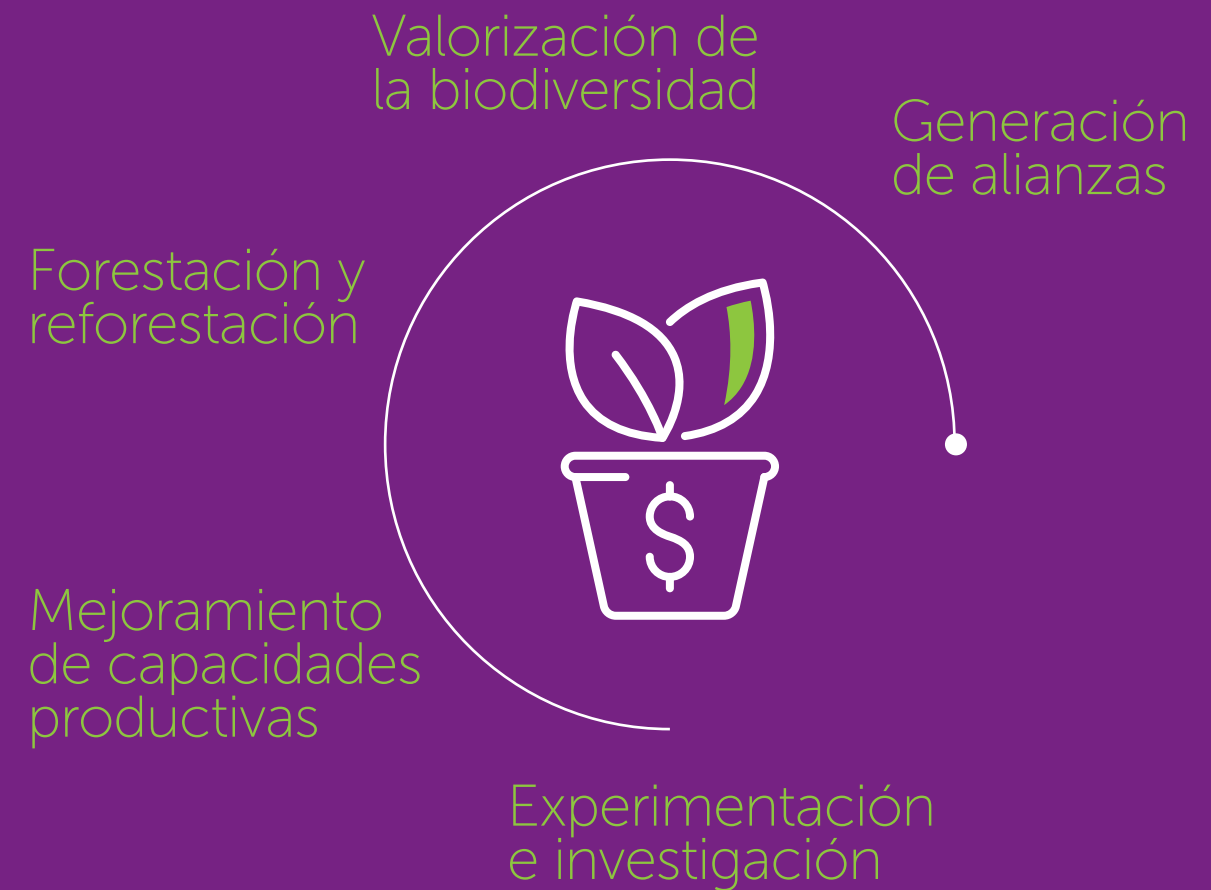 Valorización de
la biodiversidad
Generación
de alianzas
Forestación y
reforestación
Mejoramiento
de capacidades
productivas
Experimentación
e investigación
$